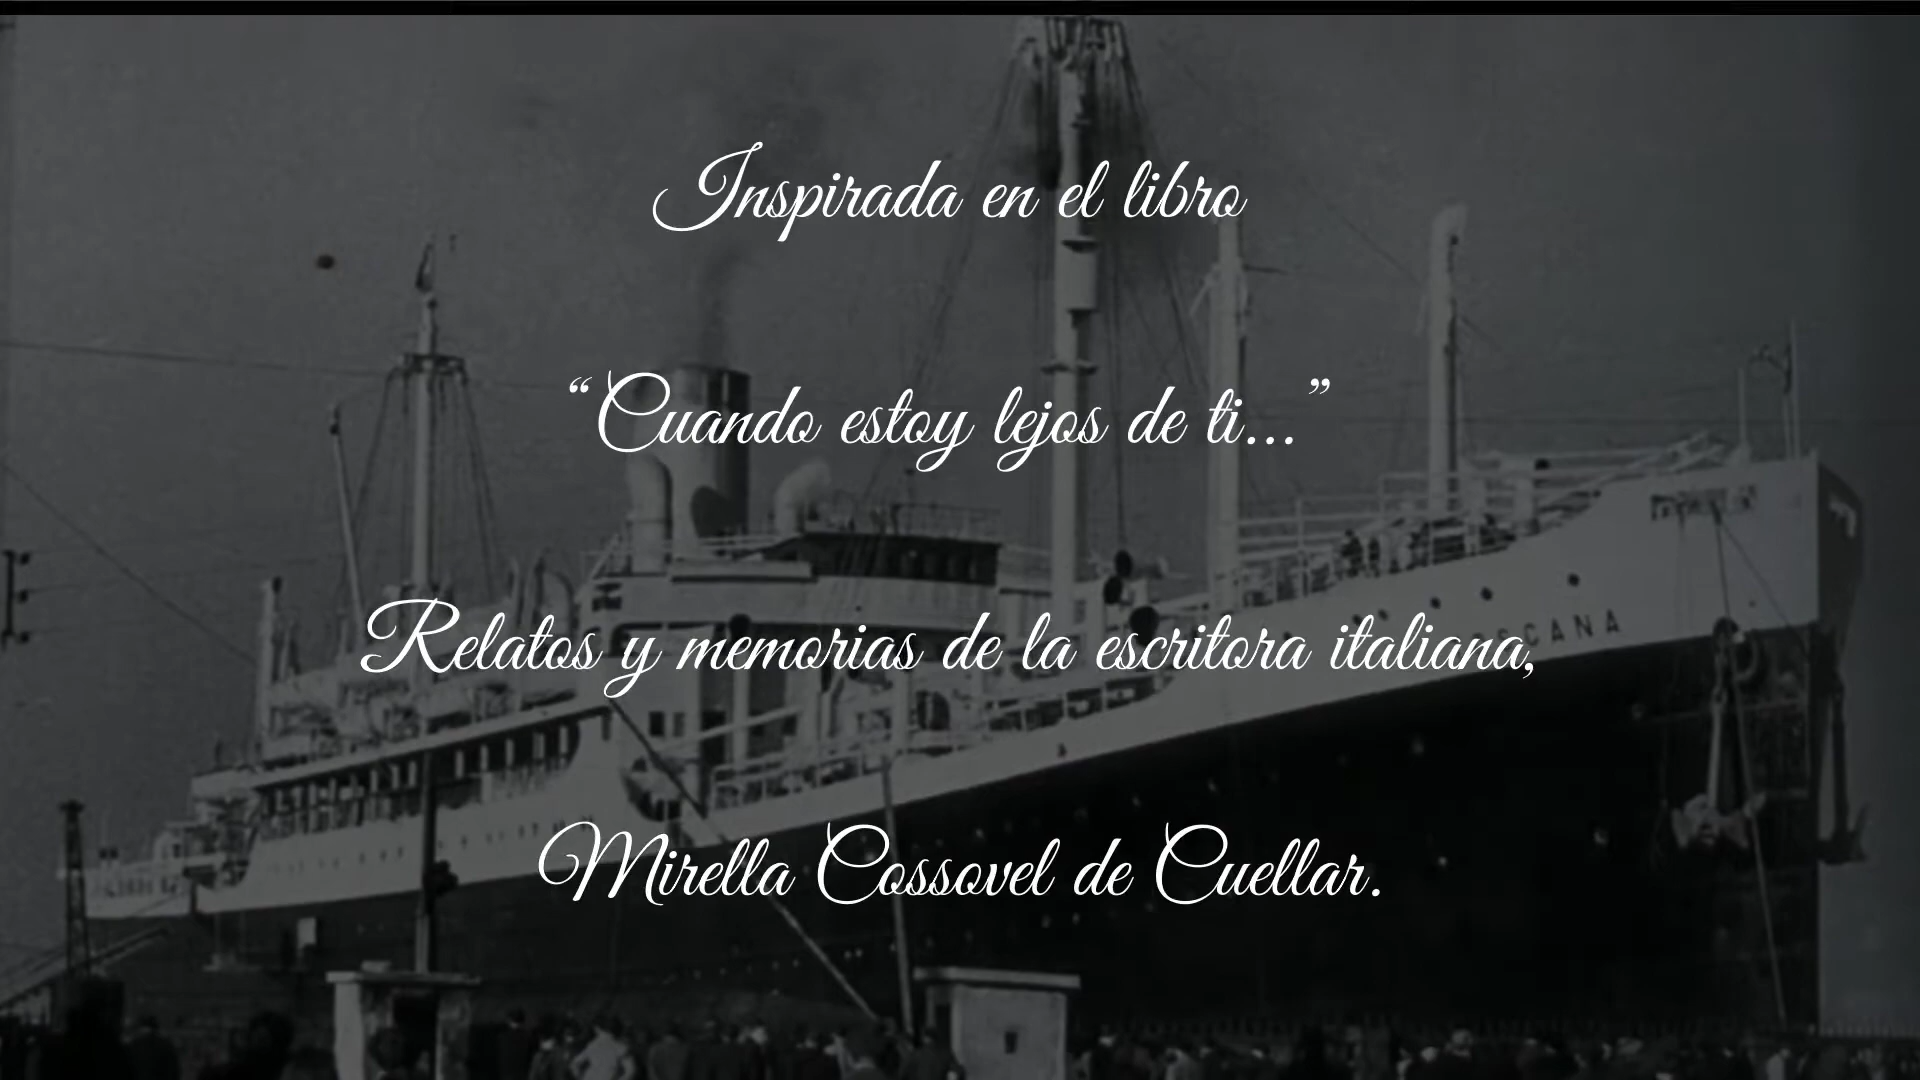 Inspirada en el libro
“Cuando estoy lejos de ti...”
Relatos y memorias de la escritora italiana,
Mirella Cossovel de Cuellar.